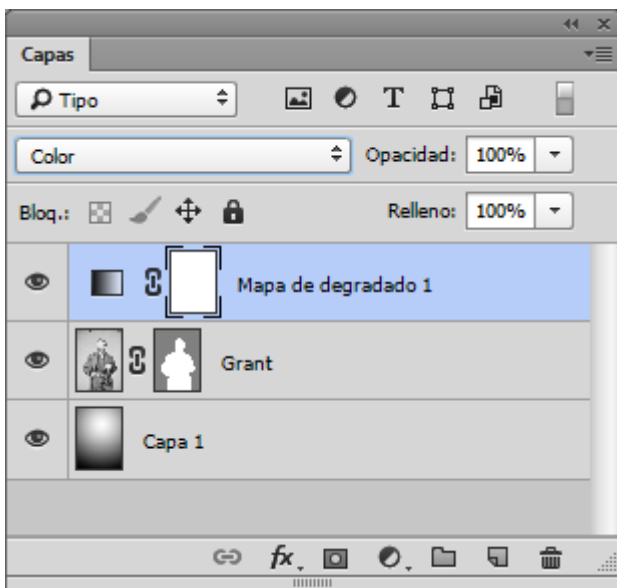 Capas
Tipo
Color Opacidad: 100%
Bloq.: Relleno: 100%
Mapa de degradado 1
Grant
Capa 1
fx